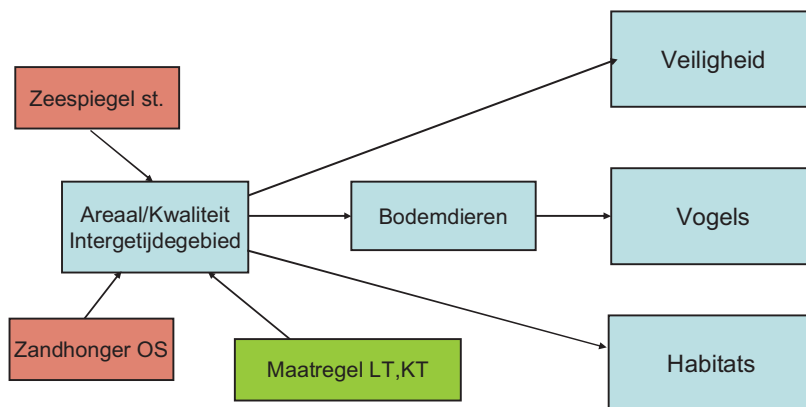 Veiligheid
Zeespiegel st.
Areaal/Kwaliteit
Intergetijdegebied
Bodemdieren
Vogels
Zandhonger OS
Maatregel LT,KT
Habitats